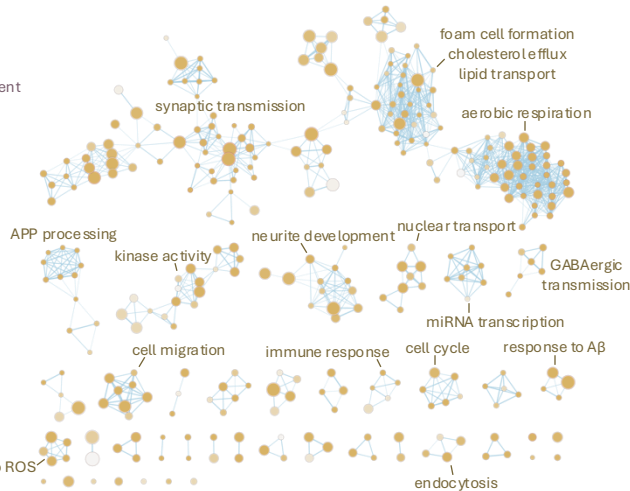 foam cell formation
cholesterol efflux
lipid transport
ent
synaptic transmission
aerobic respiration
APP processing
neurite development
nuclear transport
kinase activity
GABAergic
transmission
miRNA transcription
cell migration
immune response
cell cycle
response to Aβ
ROS
endocytosis